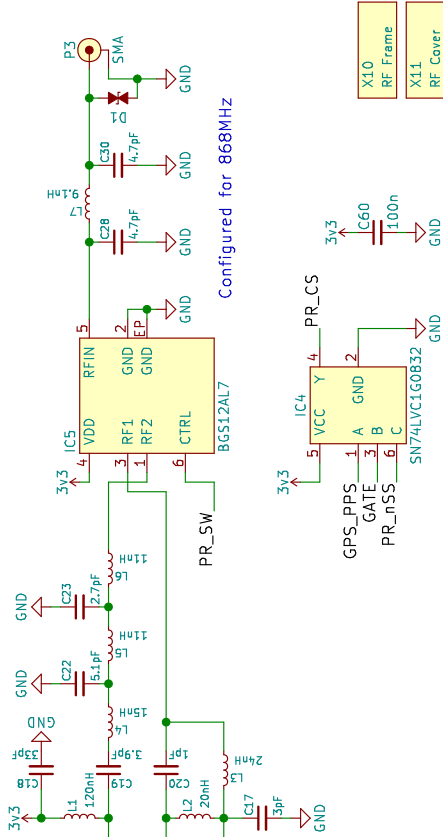 P3
SMA
GND
D1
X10
RF Frame
X11
RF Cover
C30
4.7pF
GND
9.1nH
L7
C28
4.7pF
GND
Configured for 868MHz
3v3
C60
100n
GND
5
2
EP
GND
RFIN
GND
GND
IC5
VDD
RF1
RF2
CTRL
BGS12AL7
4
3
1
6
3v3
PR_SW
PR_CS
4
2
GND
Y
GND
IC4
VCC
A
B
C
SN74LVC1G0832
5
1
3
6
3v3
GPS_PPS
GATE
PR_nSS
11nH
L6
GND
C23
2.7pF
11nH
L5
GND
C22
5.1pF
15nH
L4
GND
33pF
C18
3.9pF
C19
1pF
C20
24nH
L3
3v3
L1
120nH
L2
20nH
C17
3pF
GND